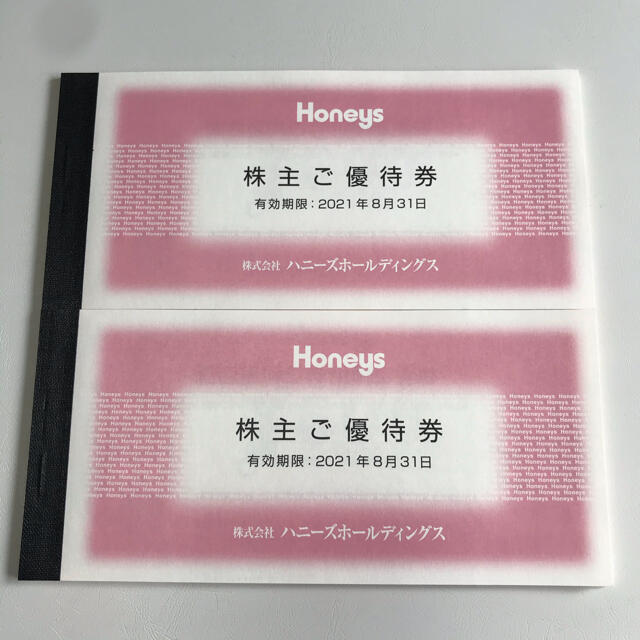 Honeys
株主ご優待券
有効期限：2021年8月31日
株式会社 ハニーズホールディングス
Honeys
株主ご優待券
有効期限：2021年8月31日
株式会社 ハニーズホールディングス